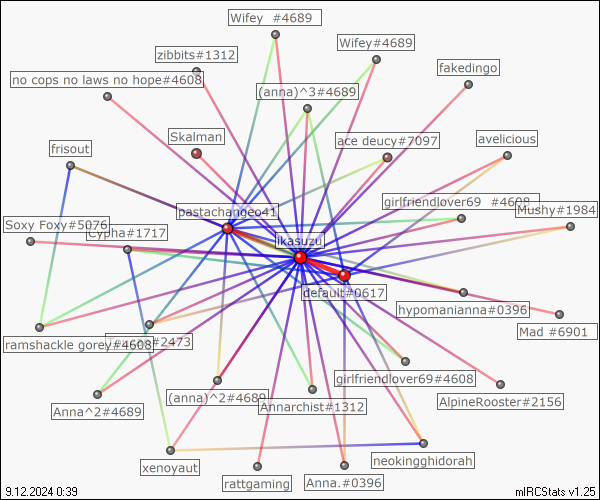 Wifey #4689
Wifey#4689
zibbits#1312
fakedingo
no cops no laws no hope#4608
(anna)^3#4689
Skalman
ace deucy#7097
avelicious
frisout
girlfriendlover69 #4608
pastachangeo41
Mushy#1984
Soxy Foxy#5076
Cypha#1717
ikasuzu
default#0617
hypomanianna#0396
Mad #6901
ramshackle gorey#4608
#2473
girlfriendlover69#4608
(anna)^2#4689
Annarchist#1312
AlpineRooster#2156
Anna^2#4689
xenoyaut
neokingghidorah
rattgaming
Anna.#0396
9.12.2024 0:39
mIRCStats v1.25